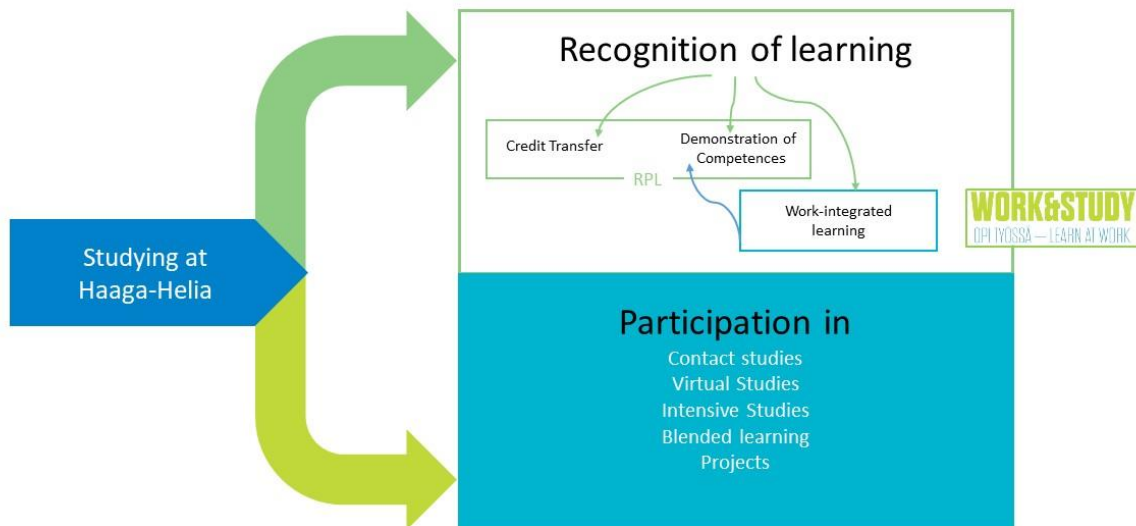 Studying at
Haaga-Helia
Recognition of learning
Credit Transfer
Demonstration of
Competences
RPL
Work-integrated
learning
WORK&STUDY
OPI TYÖSSÄ — LEARN AT WORK
Participation in
Contact studies
Virtual Studies
Intensive Studies
Blended learning
Projects